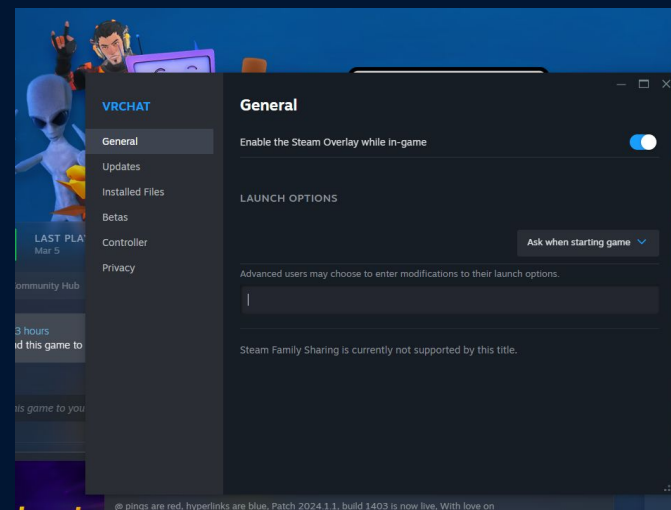 VRCHAT
General
Updates
Installed Files
Betas
Controller
Privacy
General
Enable the Steam Overlay while in-game
LAUNCH OPTIONS
Ask when starting game
Advanced users may choose to enter modifications to their launch options.
Steam Family Sharing is currently not supported by this title.
LAST PLA
Mar 5
ommunity Hub
3 hours
d this game to
his game to you
@ pings are red, hyperlinks are blue, Patch 2024 1.1, build 1403 is now live. With love on